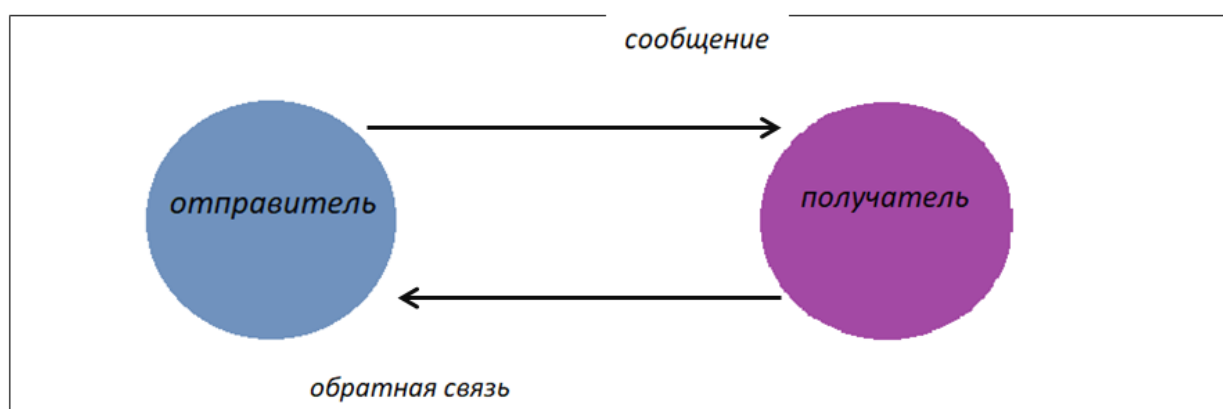 сообщение
отправитель
получатель
обратная связь